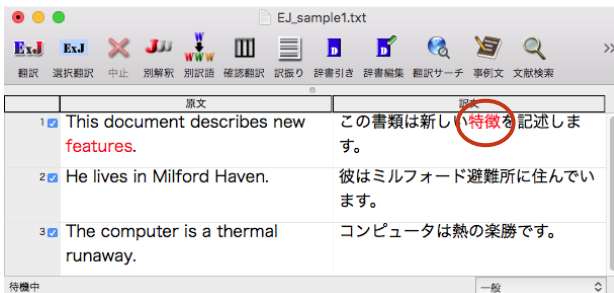 EJ_sample1.txt
ExJ ExJ
翻訳 選択翻訳 中止 別解釈 別訳語 確認翻訳 訳振り 辞書引き 辞書編集 翻訳サーチ 事例文 文献検索
原文 訳文
1 This document describes new この書類は新しい特徴を記述しま
features. す。
2 He lives in Milford Haven. 彼はミルフォード避難所に住んでい
ます。
3 The computer is a thermal コンピュータは熱の楽勝です。
runaway.
待機中 一般